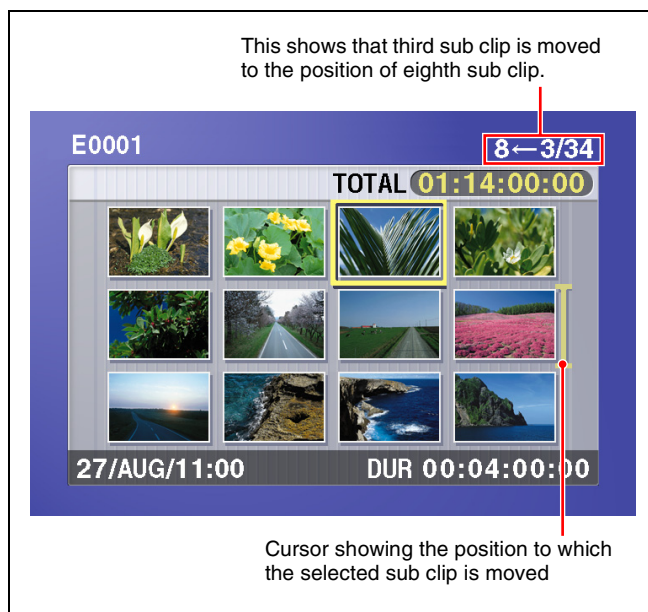 This shows that third sub clip is moved
to the position of eighth sub clip.
E0001
8←3/34
TOTAL 01:14:00:00
27/AUG/11:00
DUR 00:04:00:00
Cursor showing the position to which
the selected sub clip is moved